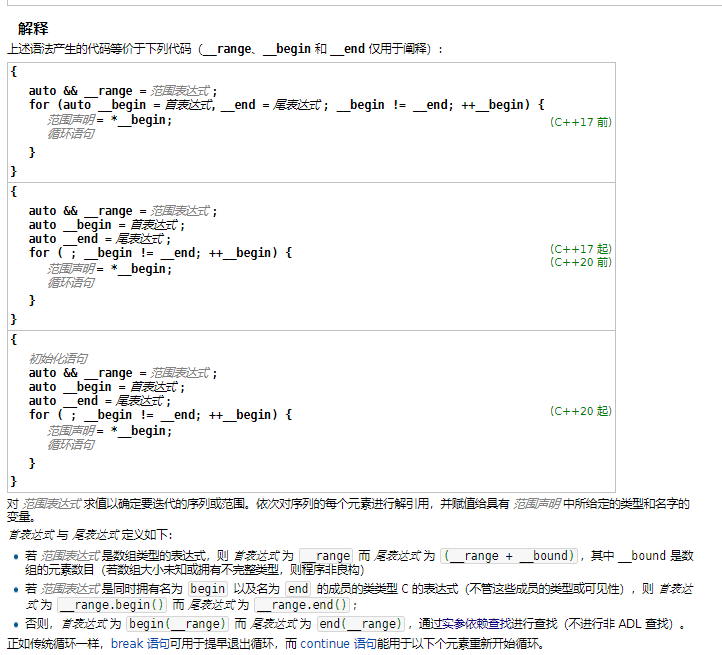 解释
上述语法产生的代码等价于下列代码（__range、__begin 和 __end 仅用于阐释）：
{
auto && __range = 范围表达式 ;
for (auto __begin = 首表达式, __end = 尾表达式 ; __begin != __end; ++__begin) {
范围声明 = *__begin;
循环语句
}
}
(C++17 前)
{
auto && __range = 范围表达式 ;
auto __begin = 首表达式 ;
auto __end = 尾表达式 ;
for ( ; __begin != __end; ++__begin) {
范围声明 = *__begin;
循环语句
}
}
(C++17 起)
(C++20 前)
{
初始化语句
auto && __range = 范围表达式 ;
auto __begin = 首表达式 ;
auto __end = 尾表达式 ;
for ( ; __begin != __end; ++__begin) {
范围声明 = *__begin;
循环语句
}
}
(C++20 起)
对 范围表达式 求值以确定要迭代的序列或范围。依次对序列的每个元素进行解引用，并赋值给具有 范围声明 中所给定的类型和名字的
变量。
首表达式 与 尾表达式 定义如下：
若 范围表达式 是数组类型的表达式，则 首表达式 为 __range 而 尾表达式 为 (__range + __bound)，其中 __bound 是数
组的元素数目（若数组大小未知或拥有不完整类型，则程序非良构）
若 范围表达式 是同时拥有名为 begin 以及名为 end 的成员的类类型 C 的表达式（不管这些成员的类型或可见性），则 首表达
式 为 __range.begin() 而 尾表达式 为 __range.end()；
否则，首表达式 为 begin(__range) 而 尾表达式 为 end(__range)，通过实参依赖查找进行查找（不进行非 ADL 查找）。
正如传统循环一样，break 语句可用于提早退出循环，而 continue 语句能用于以下个元素重新开始循环。